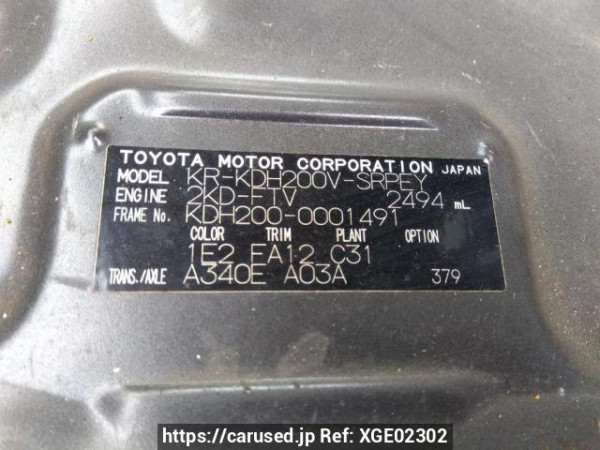 TOYOTA MOTOR CORPORATION JAPAN
MODEL KR-KDH200V-SRPEY
ENGINE 2KD-FTV 2494 mL
FRAME No. KDH200-0001491
COLOR TRIM PLANT OPTION
1E2 FA12 C31
TRANS./AXLE A340E A03A 379
https://carused.jp Ref: XGE02302